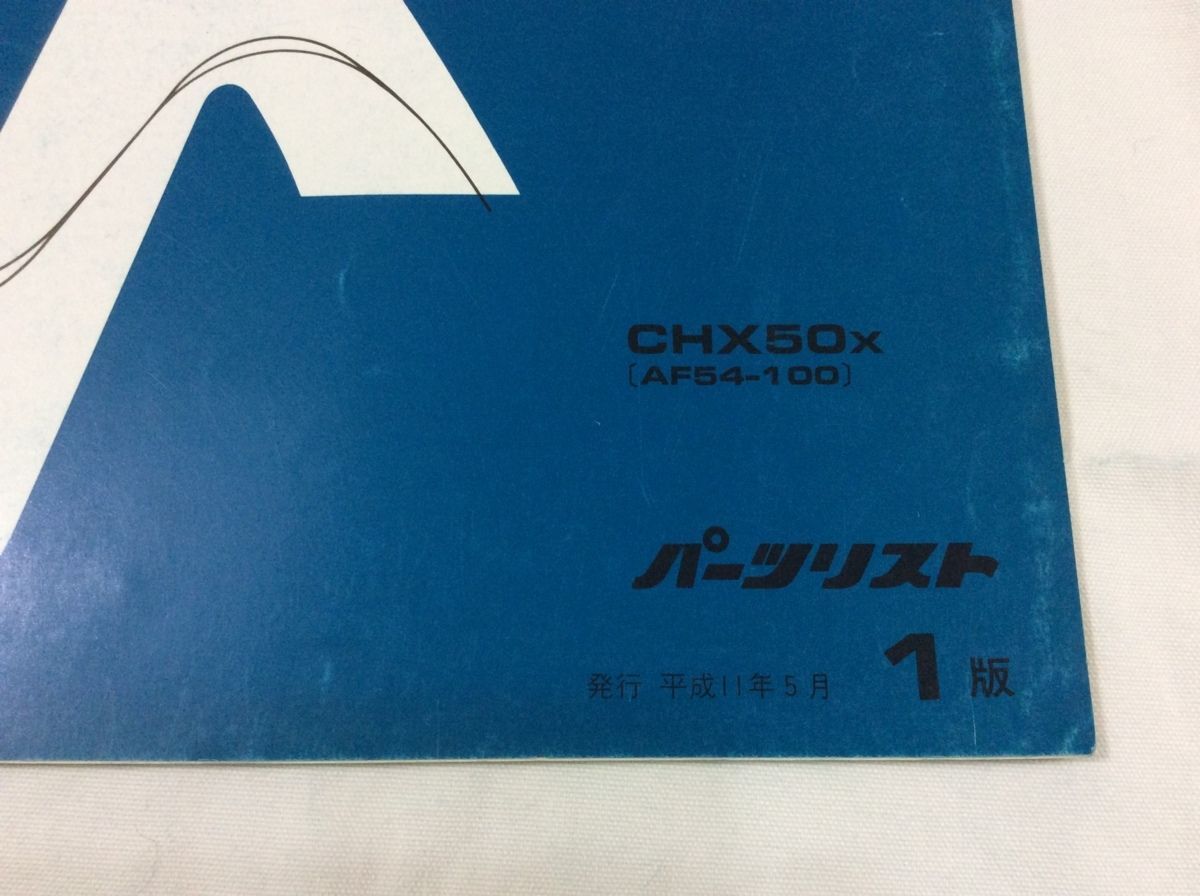 CHX50X
〔AF54-100〕
パーツリスト
発行 平成11年5月 1版